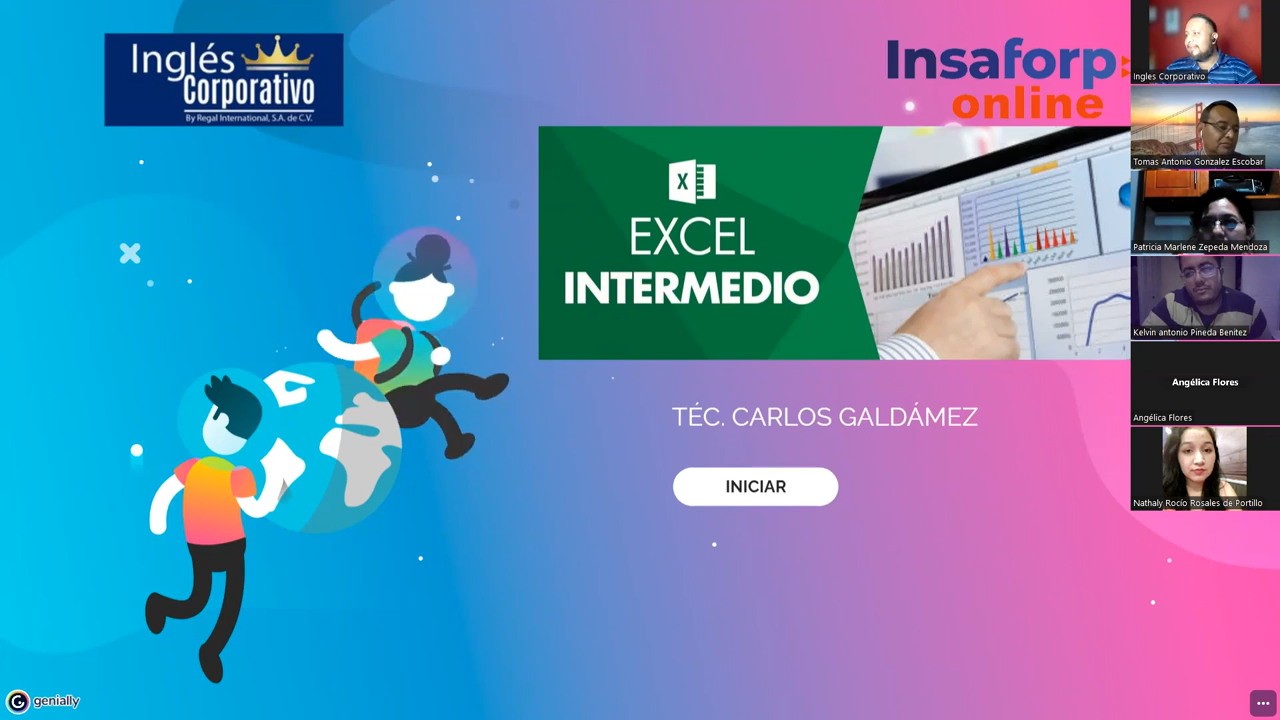 Inglés
Corporativo
By Regal International, S.A. de C.V.
Insaforp
online
X
EXCEL
INTERMEDIO
TÉC. CARLOS GALDÁMEZ
INICIAR
genially
Ingles Corporativo
Tomas Antonio Gonzalez Escobar
Patricia Marlene Zepeda Mendoza
Kelvin antonio Pineda Benitez
Angélica Flores
Angélica Flores
Nathaly Rocío Rosales de Portillo